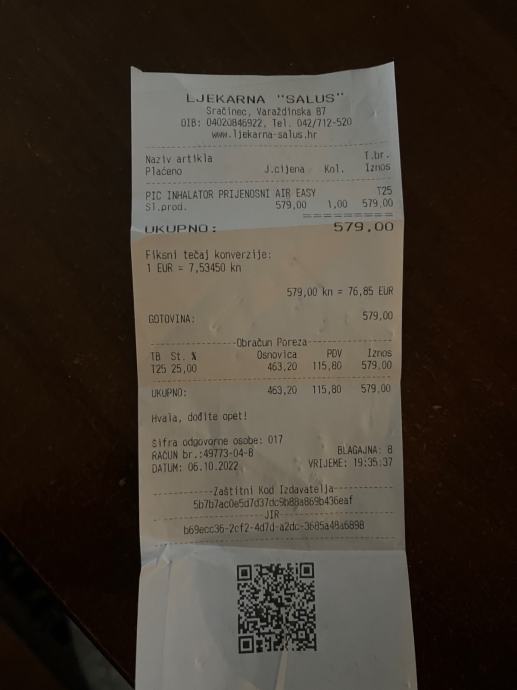 LJEKARNA "SALUS"
Sračinec, Varaždinska 87
OIB: 04020846922, Tel. 042/712-520
www.ljekarna-salus.hr
Naziv artikla T.br.
Plaćeno J.cijena Kol. Iznos
PIC INHALATOR PRIJENOSNI AIR EASY T25
Sl.prod. 579,00 1,00 579,00
UKUPNO: 579,00
Fiksni tečaj konverzije:
1 EUR = 7,53450 kn
579,00 kn = 76,85 EUR
GOTOVINA: 579,00
Obračun Poreza
TB St. % Osnovica PDV Iznos
T25 25,00 463,20 115,80 579,00
UKUPNO: 463,20 115,80 579,00
Hvala, dođite opet!
Šifra odgovorne osobe: 017
RAČUN br.:49773-04-8 BLAGAJNA: 8
DATUM: 06.10.2022 VRIJEME: 19:35:37
Zaštitni Kod Izdavatelja
5b7b7ac0e5d7d37dc9b88a869b436eaf
JIR
b69ecc36-2cf2-4d7d-a2dc-3685a48a6898